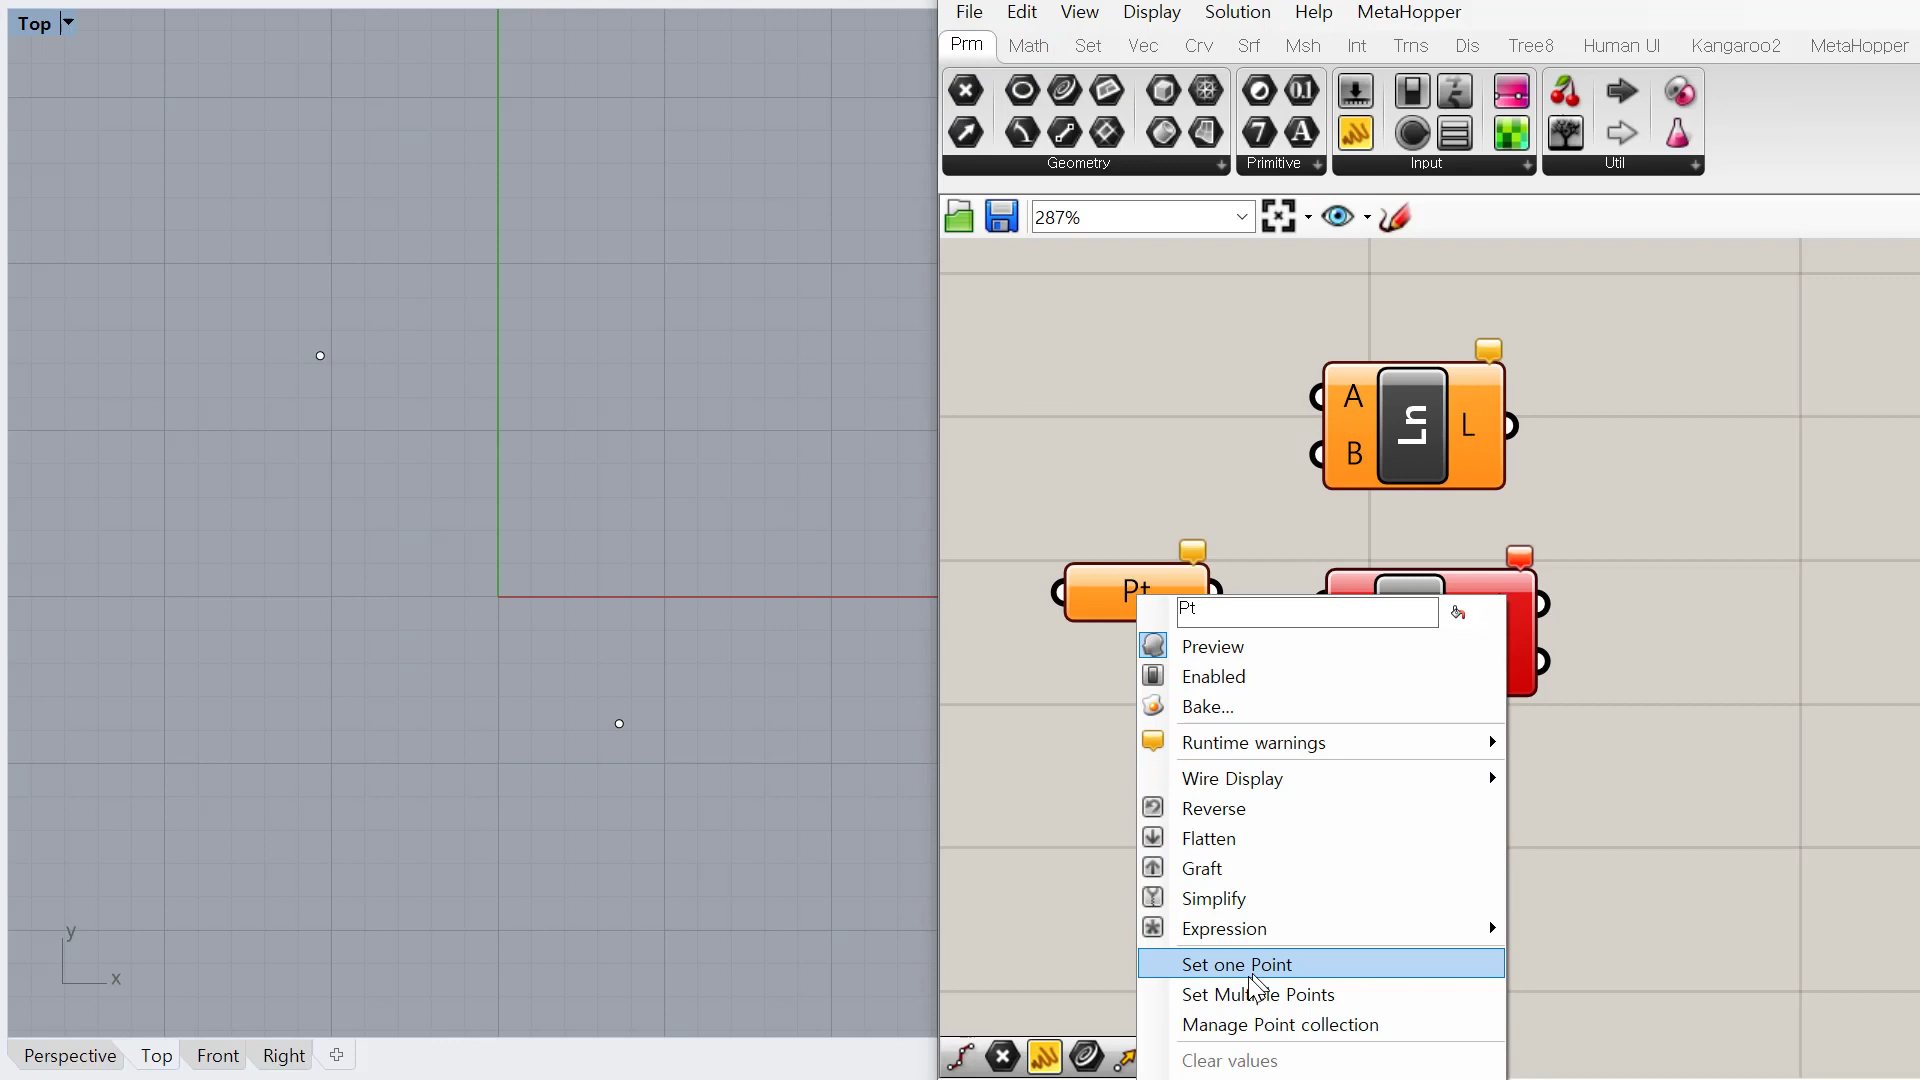 Top
File Edit View Display Solution Help MetaHopper
Prm Math Set Vec Crv Srf Msh Int Trns Dis Tree8 Human UI Kangaroo2 MetaHopper
0.1
7 A
Geometry Primitive Input Util
287%
A
B
Ln
L
Pt
Pt
Preview
Enabled
Bake...
Runtime warnings
Wire Display
Reverse
Flatten
Graft
Simplify
Expression
Set one Point
Set Points
Manage Point collection
Clear values
y
x
Perspective Top Front Right